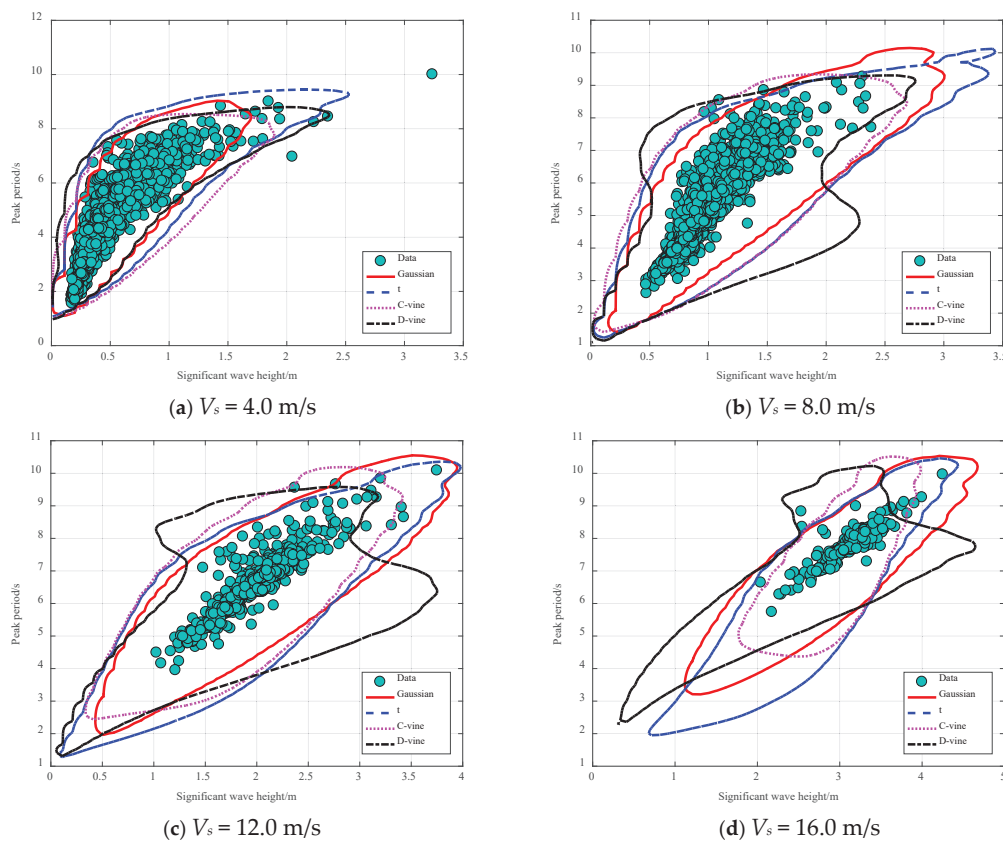 12
10
8
6
4
2
0
Peak period/s
Data
Gaussian
t
C-vine
D-vine
0 0.5 1 1.5 2 2.5 3 3.5
Significant wave height/m
(a) Vs = 4.0 m/s
11
10
9
8
7
6
5
4
3
2
1
Peak period/s
Data
Gaussian
t
C-vine
D-vine
0 0.5 1 1.5 2 2.5 3 3.5
Significant wave height/m
(b) Vs = 8.0 m/s
11
10
9
8
7
6
5
4
3
2
1
Peak period/s
Data
Gaussian
t
C-vine
D-vine
0 0.5 1 1.5 2 2.5 3 3.5 4
Significant wave height/m
(c) Vs = 12.0 m/s
11
10
9
8
7
6
5
4
3
2
1
Peak period/s
Data
Gaussian
t
C-vine
D-vine
0 1 2 3 4 5
Significant wave height/m
(d) Vs = 16.0 m/s